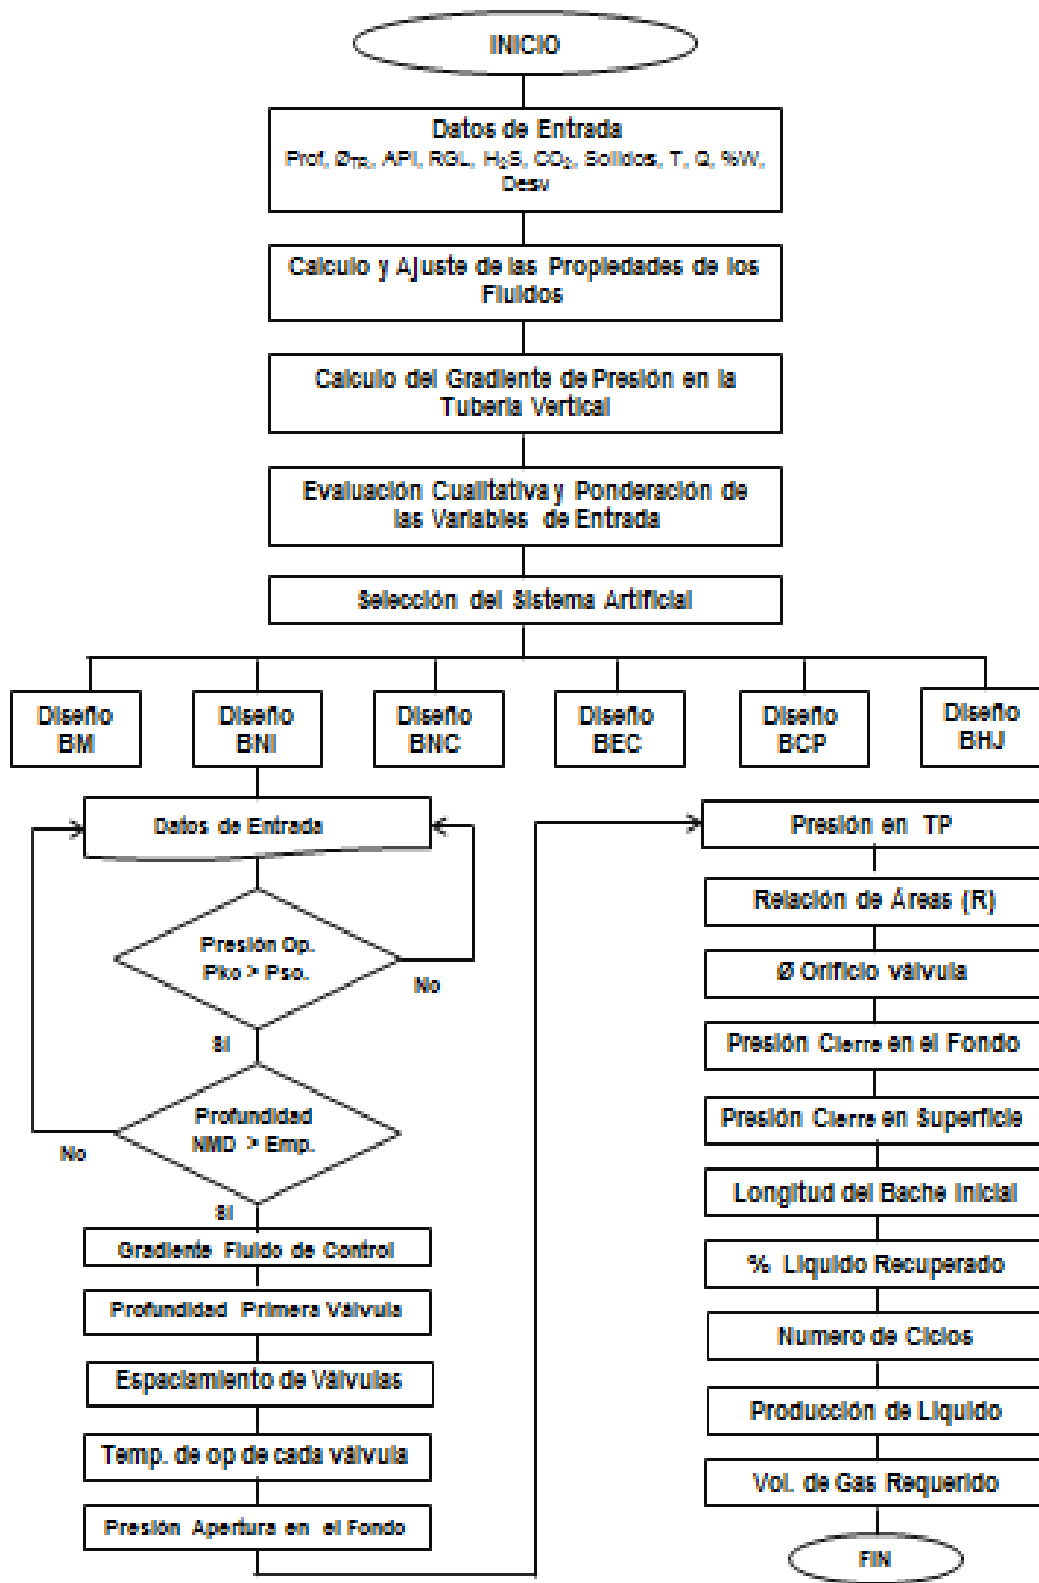 INICIO
Datos de Entrada
Prof, ØTR, API, RGL, H₂S, CO₂, Solidos, T, Q, %W,
Desv
Calculo y Ajuste de las Propiedades de los
Fluidos
Calculo del Gradiente de Presión en la
Tuberia Vertical
Evaluación Cualitativa y Ponderación de
las Variables de Entrada
Selección del Sistema Artificial
Diseño
BM
Diseño
BNI
Diseño
BNC
Diseño
BEC
Diseño
BCP
Diseño
BHJ
Datos de Entrada
Presión Op.
Pko > Pso.
No
Si
Profundidad
NMD > Emp.
No
Si
Gradiente Fluido de Control
Profundidad Primera Válvula
Espaciamiento de Válvulas
Temp. de op de cada válvula
Presión Apertura en el Fondo
Presión en TP
Relación de Áreas (R)
Ø Orificio válvula
Presión Cierre en el Fondo
Presión Cierre en Superficie
Longitud del Bache Inicial
% Liquido Recuperado
Numero de Ciclos
Producción de Liquido
Vol. de Gas Requerido
FIN